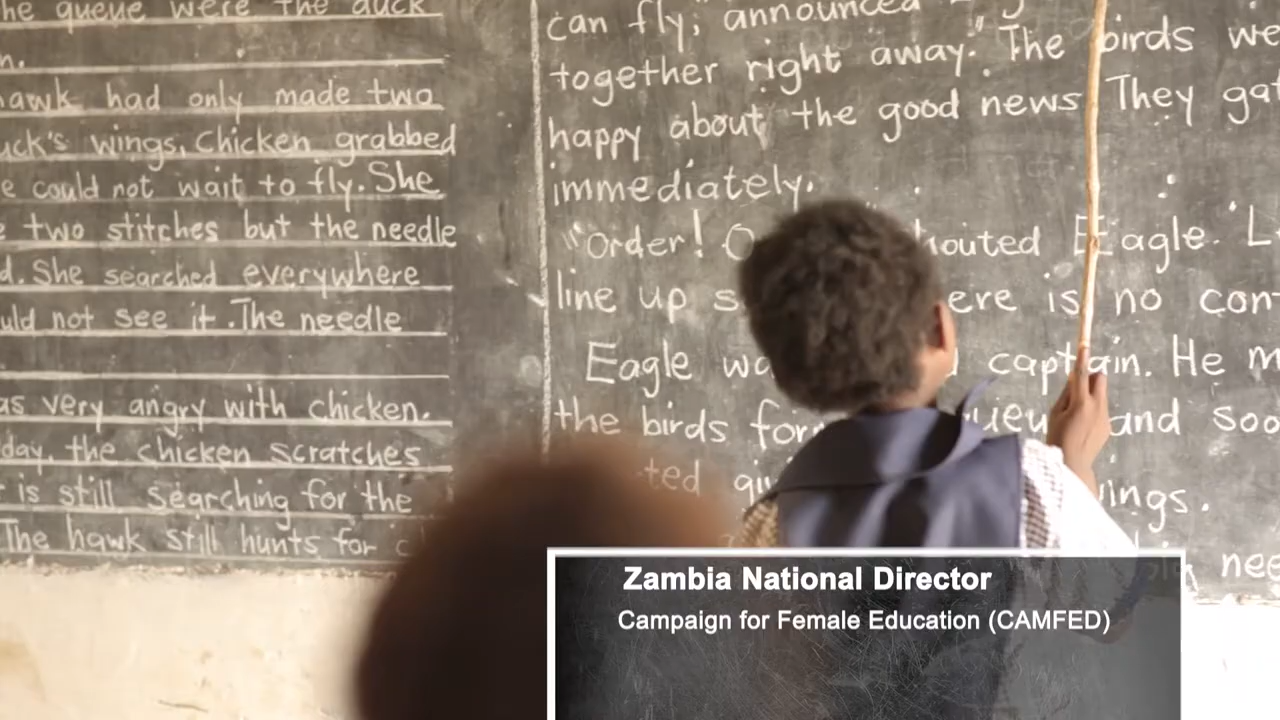 he queue were the duck
n.
hawk had only made two
uck's wings, Chicken grabbed
e could not wait to fly. She
e two stitches but the needle
d. She searched everywhere
uld not see it. The needle
as very angry with chicken.
day, the chicken scratches
is still searching for the
The hawk still hunts for c
can fly," announced
together right away." The birds we
happy about the good news They gat
immediately.
"Order! O houted Eagle. L
line up s ere is no con
Eagle wa captain. He m
the birds for ueue and soo
ted gi ings.
nee
Zambia National Director
Campaign for Female Education (CAMFED)